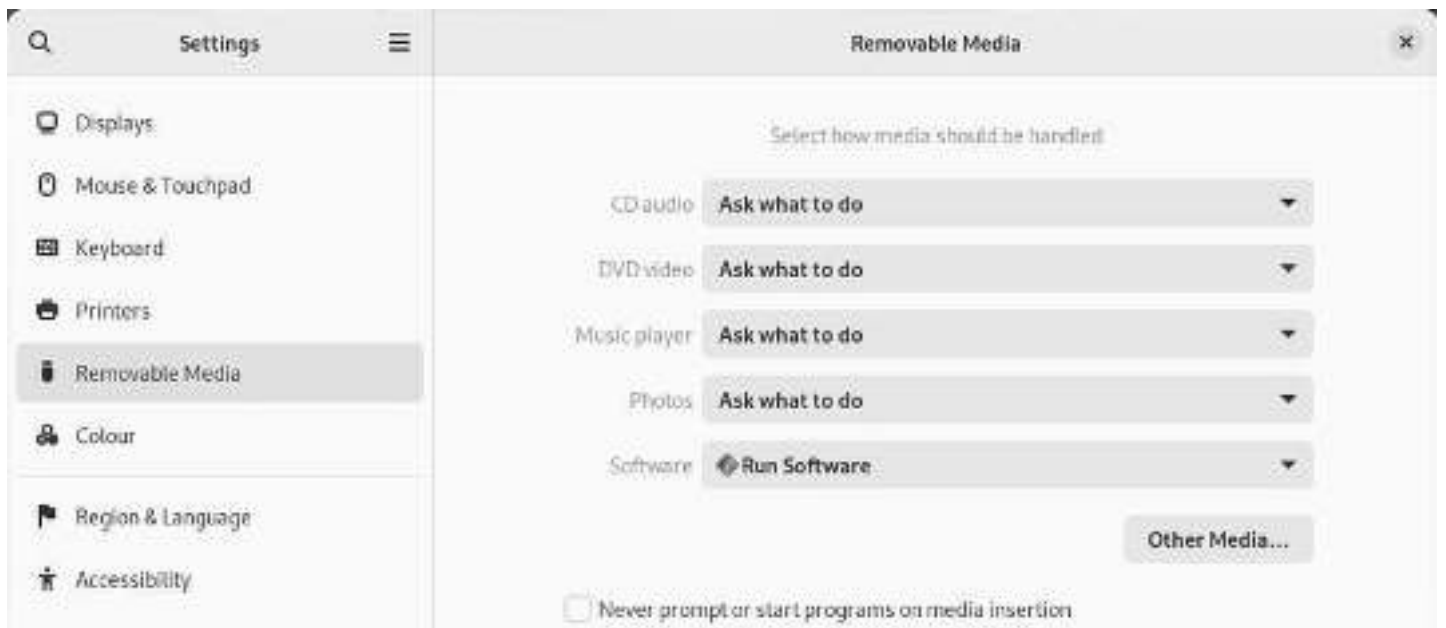 Settings
Displays
Mouse & Touchpad
Keyboard
Printers
Removable Media
Colour
Region & Language
Accessibility
Removable Media
Select how media should be handled
CD audio Ask what to do
DVD video Ask what to do
Music player Ask what to do
Photos Ask what to do
Software Run Software
Other Media...
Never prompt or start programs on media insertion